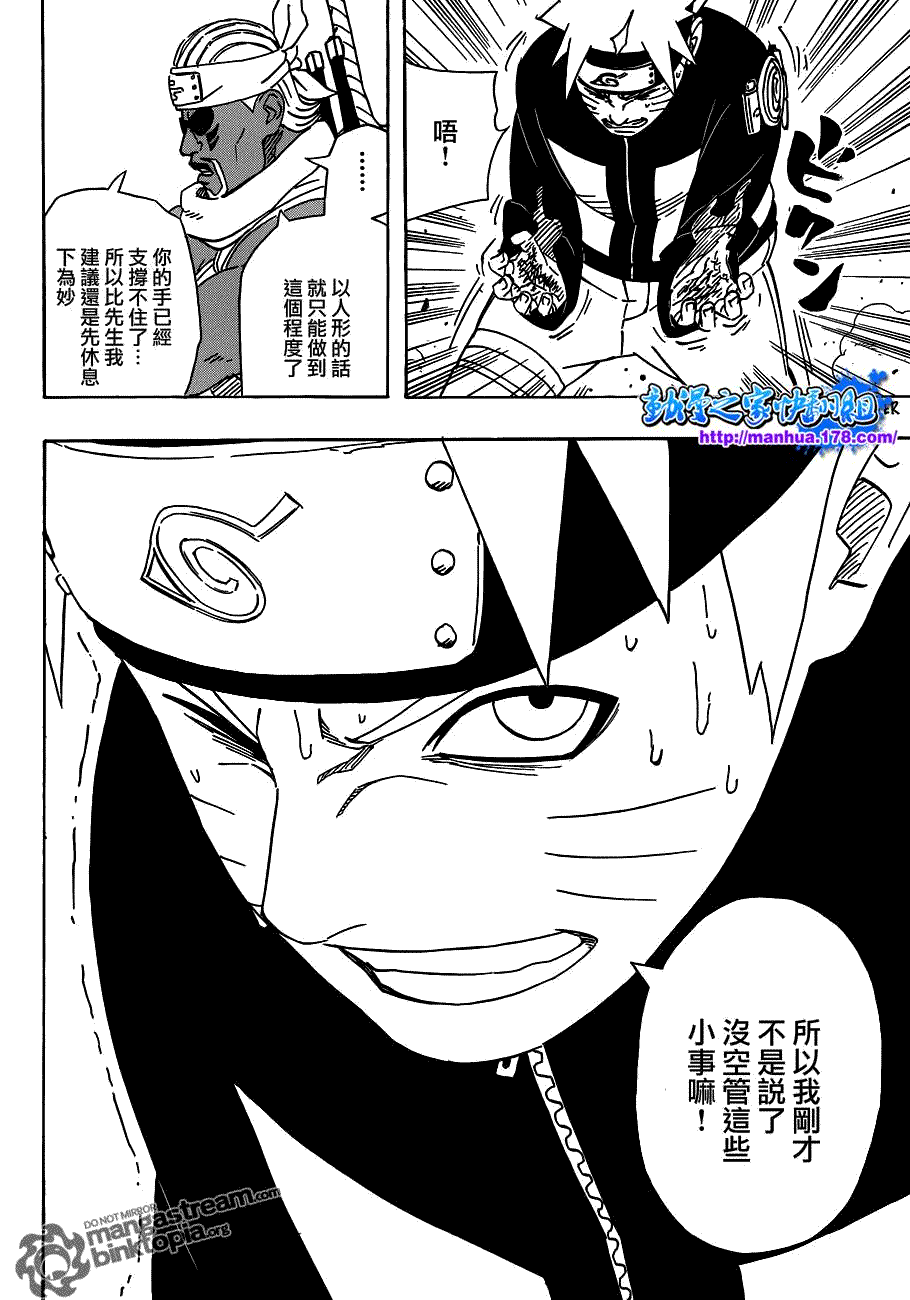 唔！
ビクン
……
以人形的話
就只能做到
這個程度了
你的手已經
支撐不住了…
所以比先生我
建議還是先休息
下為妙
動漫之家快翻組
ER
http://manhua.178.com/
所以我剛才
不是説了
沒空管這些
小事嘛！
DO NOT MIRROR
mangastream.com
binktopia.org